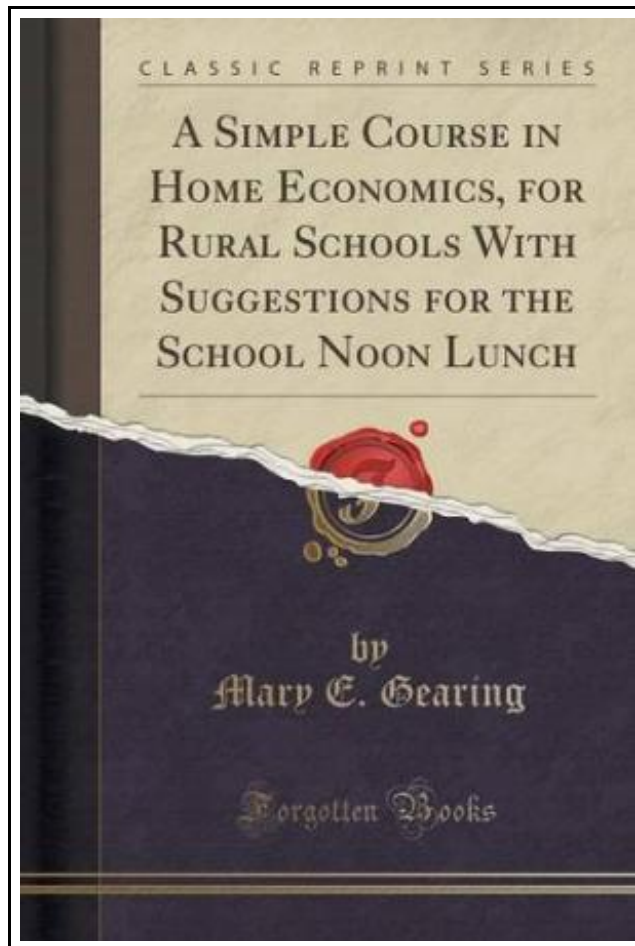 CLASSIC REPRINT SERIES
A SIMPLE COURSE IN
HOME ECONOMICS, FOR
RURAL SCHOOLS WITH
SUGGESTIONS FOR THE
SCHOOL NOON LUNCH
by
Mary E. Gearing
Forgotten Books